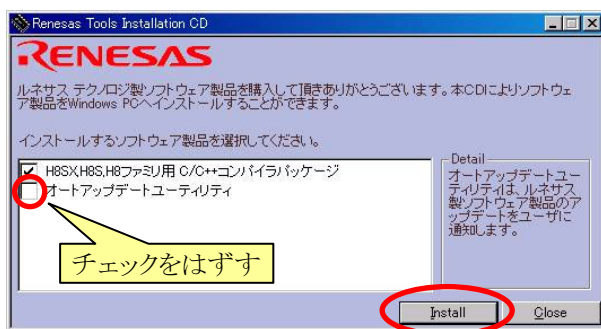 Renesas Tools Installation CD
RENESAS
ルネサス テクノロジ製ソフトウェア製品を購入して頂きありがとうございます。本CDによりソフトウェ
ア製品をWindows PCへインストールすることができます。
インストールするソフトウェア製品を選択してください。
H8SX,H8S,H8ファミリ用 C/C++コンパイラパッケージ
オートアップデートユーティリティ
チェックをはずす
Detail
オートアップデートユー
ティリティは、ルネサス
製ソフトウェア製品のア
ップデートをユーザに
通知します。
Install
Close